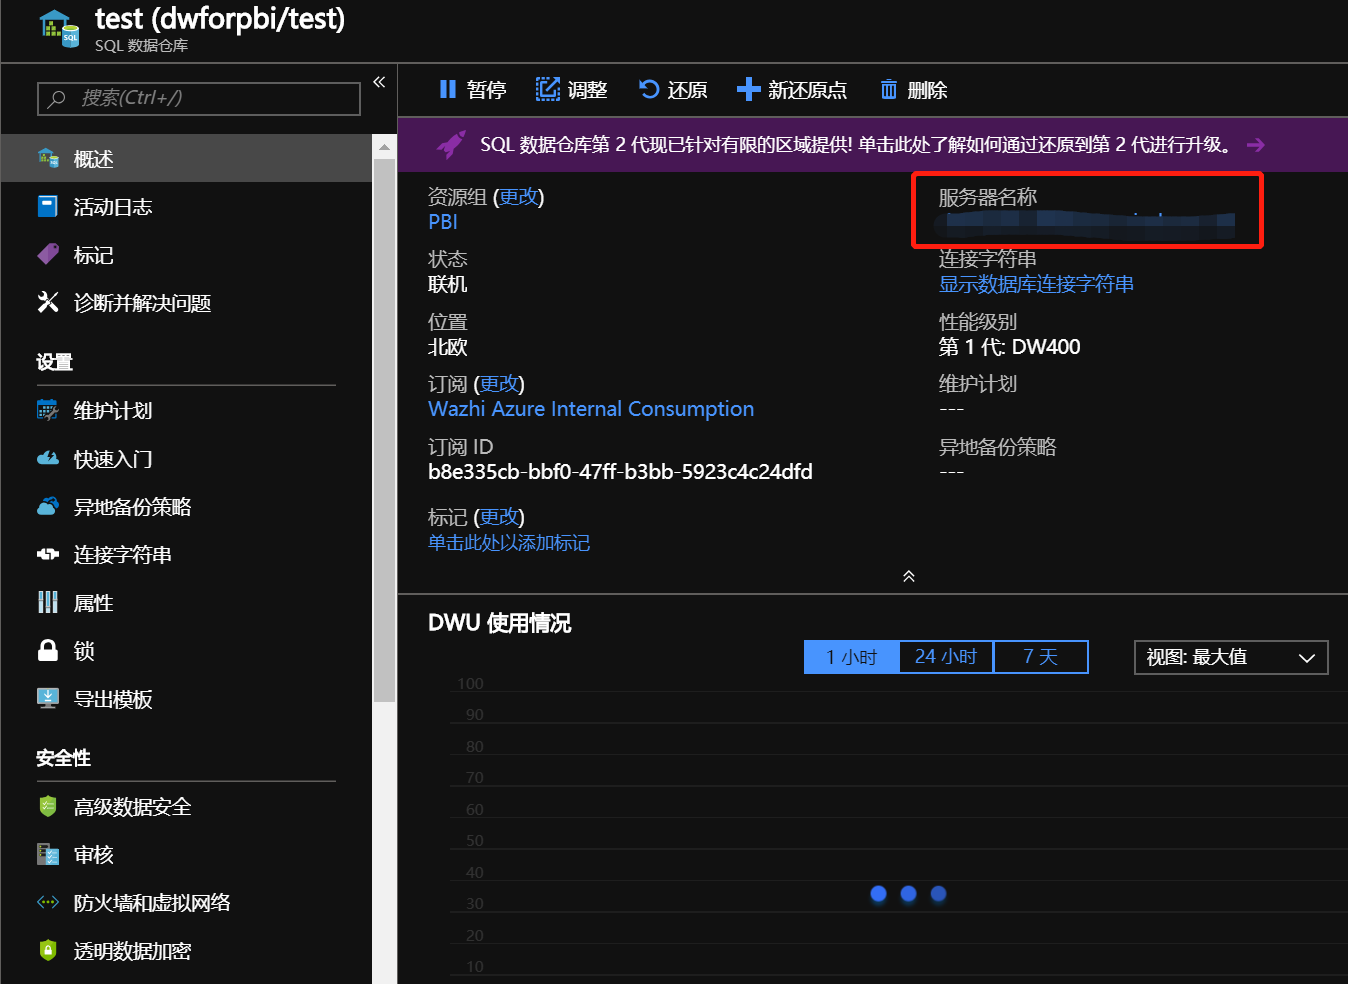 test (dwforpbi/test)
SQL 数据仓库
搜索(Ctrl+/)
«
概述
活动日志
标记
诊断并解决问题
设置
维护计划
快速入门
异地备份策略
连接字符串
属性
锁
导出模板
安全性
高级数据安全
审核
防火墙和虚拟网络
透明数据加密
暂停 调整 还原 新还原点 删除
SQL 数据仓库第 2 代现已针对有限的区域提供! 单击此处了解如何通过还原到第 2 代进行升级。 →
资源组 (更改)
PBI
状态
联机
位置
北欧
订阅 (更改)
Wazhi Azure Internal Consumption
订阅 ID
b8e335cb-bbf0-47ff-b3bb-5923c4c24dfd
标记 (更改)
单击此处以添加标记
服务器名称
连接字符串
显示数据库连接字符串
性能级别
第 1 代: DW400
维护计划
---
异地备份策略
---
DWU 使用情况
1 小时 24 小时 7 天
视图: 最大值
100
90
80
70
60
50
40
30
20
10